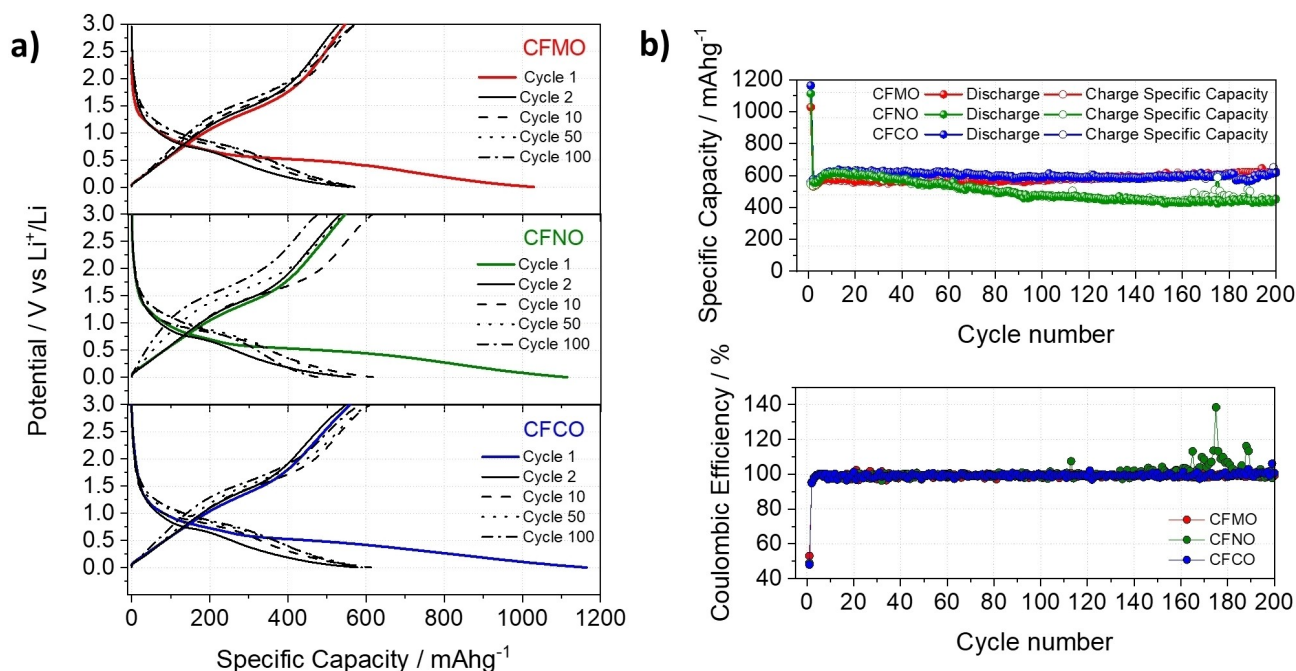 a)
Potential / V vs Li⁺/Li
3.0
2.5
2.0
1.5
1.0
0.5
0.0
CFMO
Cycle 1
Cycle 2
Cycle 10
Cycle 50
Cycle 100
3.0
2.5
2.0
1.5
1.0
0.5
0.0
CFNO
Cycle 1
Cycle 2
Cycle 10
Cycle 50
Cycle 100
3.0
2.5
2.0
1.5
1.0
0.5
0.0
CFCO
Cycle 1
Cycle 2
Cycle 10
Cycle 50
Cycle 100
0 200 400 600 800 1000 1200
Specific Capacity / mAhg⁻¹
b)
Specific Capacity / mAhg⁻¹
1200
1000
800
600
400
200
0
CFMO Discharge Charge Specific Capacity
CFNO Discharge Charge Specific Capacity
CFCO Discharge Charge Specific Capacity
0 20 40 60 80 100 120 140 160 180 200
Cycle number
Coulombic Efficiency / %
140
120
100
80
60
40
CFMO
CFNO
CFCO
0 20 40 60 80 100 120 140 160 180 200
Cycle number